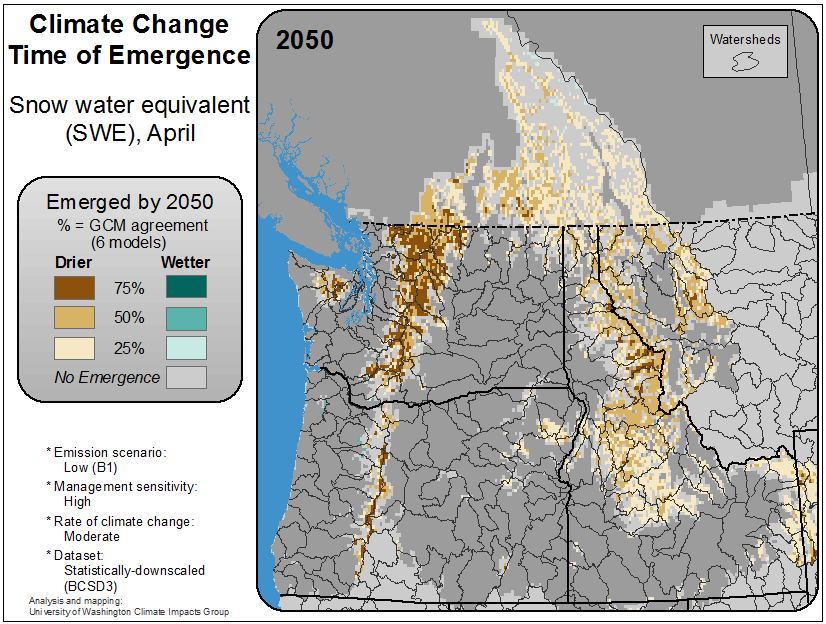 Climate Change
Time of Emergence
Snow water equivalent
(SWE), April
Emerged by 2050
% = GCM agreement
(6 models)
Drier Wetter
75%
50%
25%
No Emergence
* Emission scenario:
Low (B1)
* Management sensitivity:
High
* Rate of climate change:
Moderate
* Dataset:
Statistically-downscaled
(BCSD3)
Analysis and mapping:
University of Washington Climate Impacts Group
2050
Watersheds